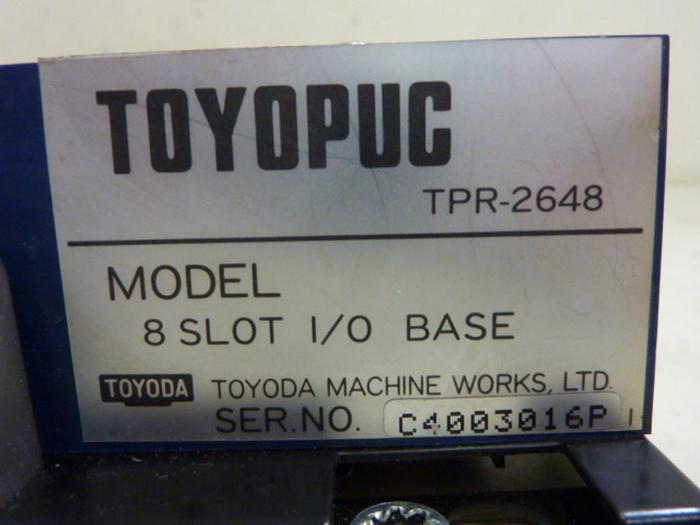 TOYOPUC
TPR-2648
MODEL
8 SLOT I/O BASE
TOYODA TOYODA MACHINE WORKS, LTD.
SER.NO. C4003016P